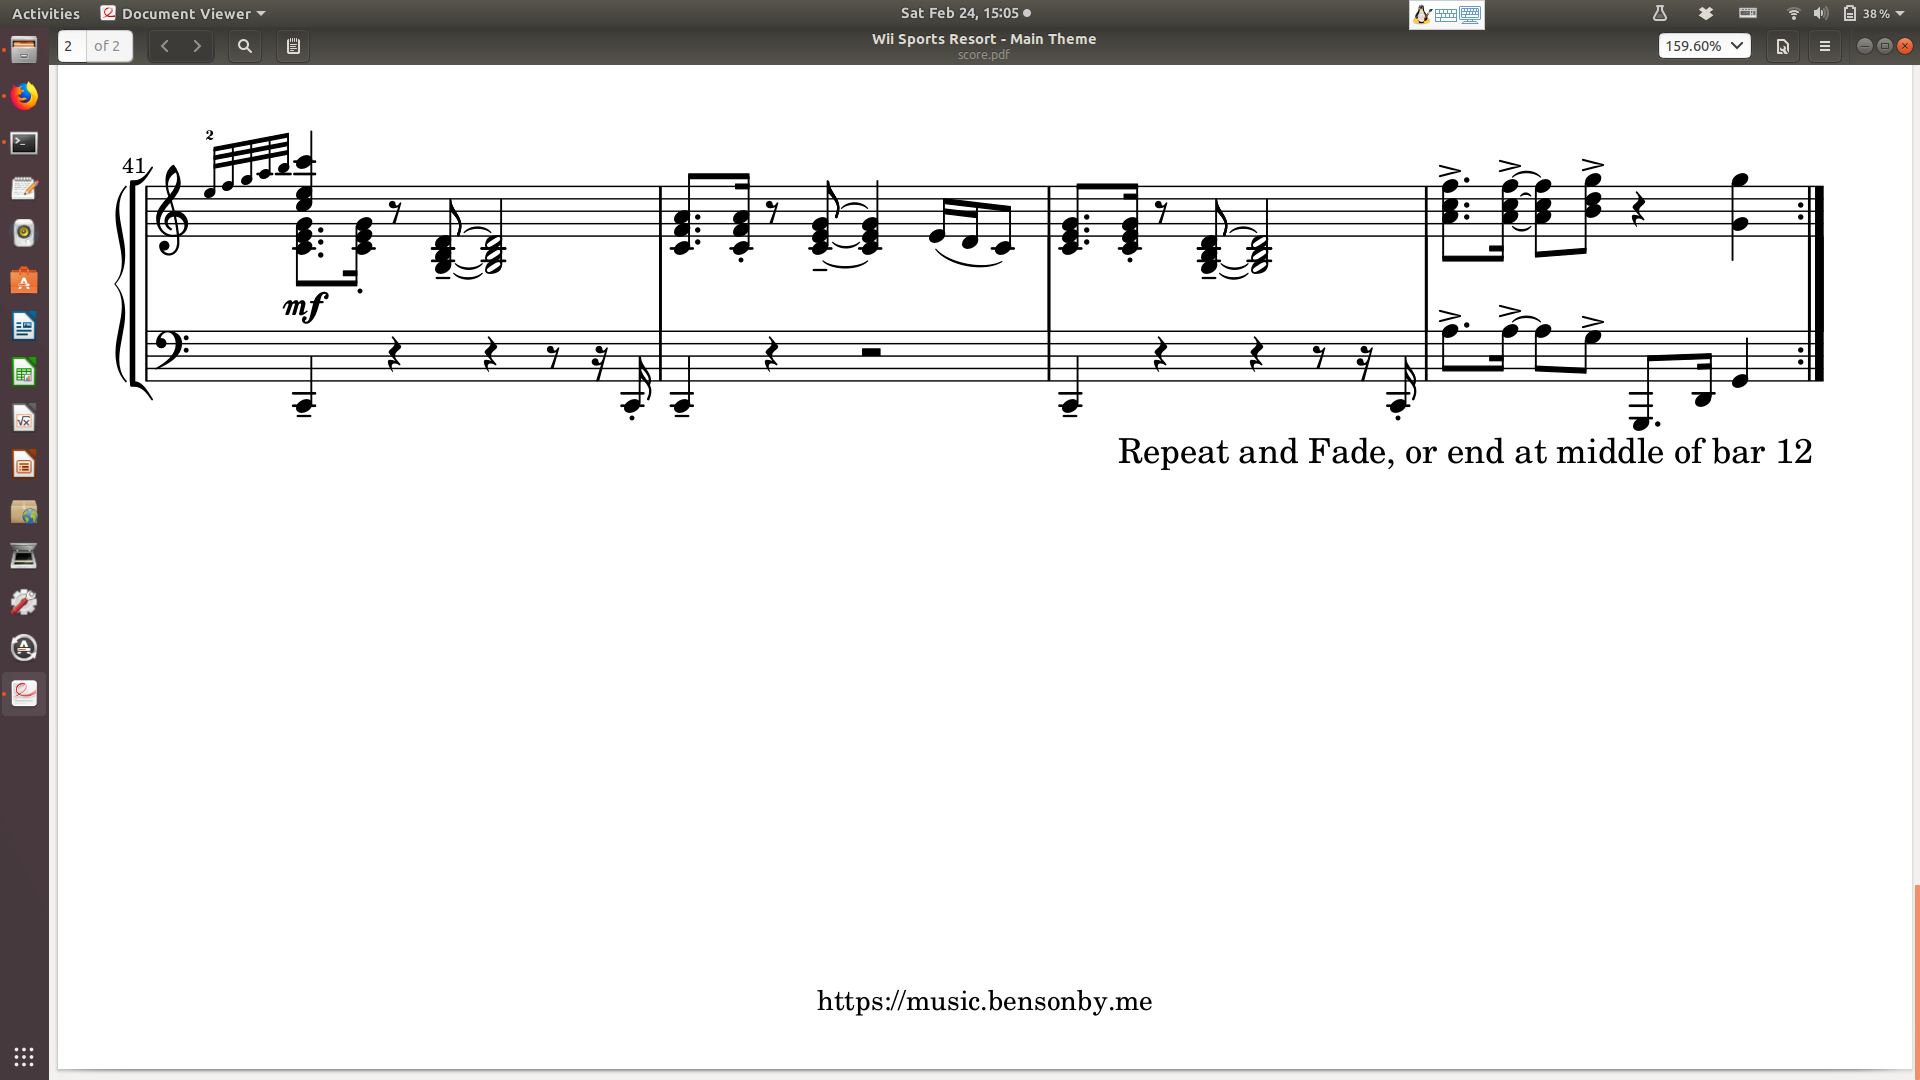 Activities
Document Viewer
Sat Feb 24, 15:05
38%
2 of 2
Wii Sports Resort - Main Theme
score.pdf
159.60%
2
41
mf
Repeat and Fade, or end at middle of bar 12
https://music.bensonby.me